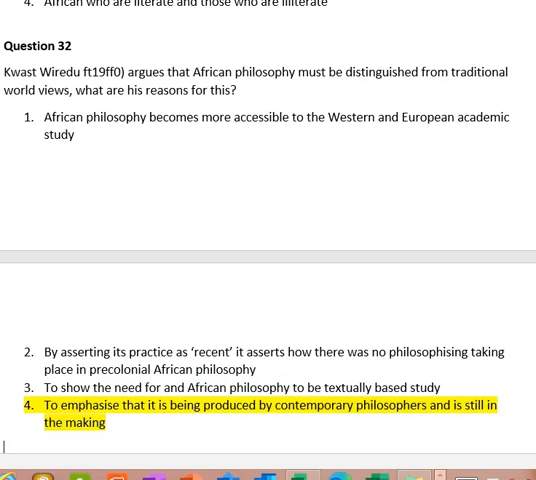 4. African who are literate and those who are illiterate
Question 32
Kwast Wiredu ft19ff0) argues that African philosophy must be distinguished from traditional
world views, what are his reasons for this?
1. African philosophy becomes more accessible to the Western and European academic
study
2. By asserting its practice as ‘recent’ it asserts how there was no philosophising taking
place in precolonial African philosophy
3. To show the need for and African philosophy to be textually based study
4. To emphasise that it is being produced by contemporary philosophers and is still in
the making